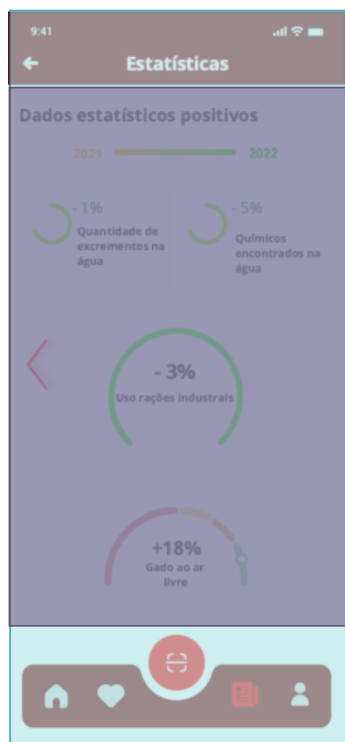 9:41
Estatísticas
Dados estatísticos positivos
2021 2022
- 1%
Quantidade de
excrementos na
água
- 5%
Químicos
encontrados na
água
- 3%
Uso rações industrais
+18%
Gado ao ar
livre